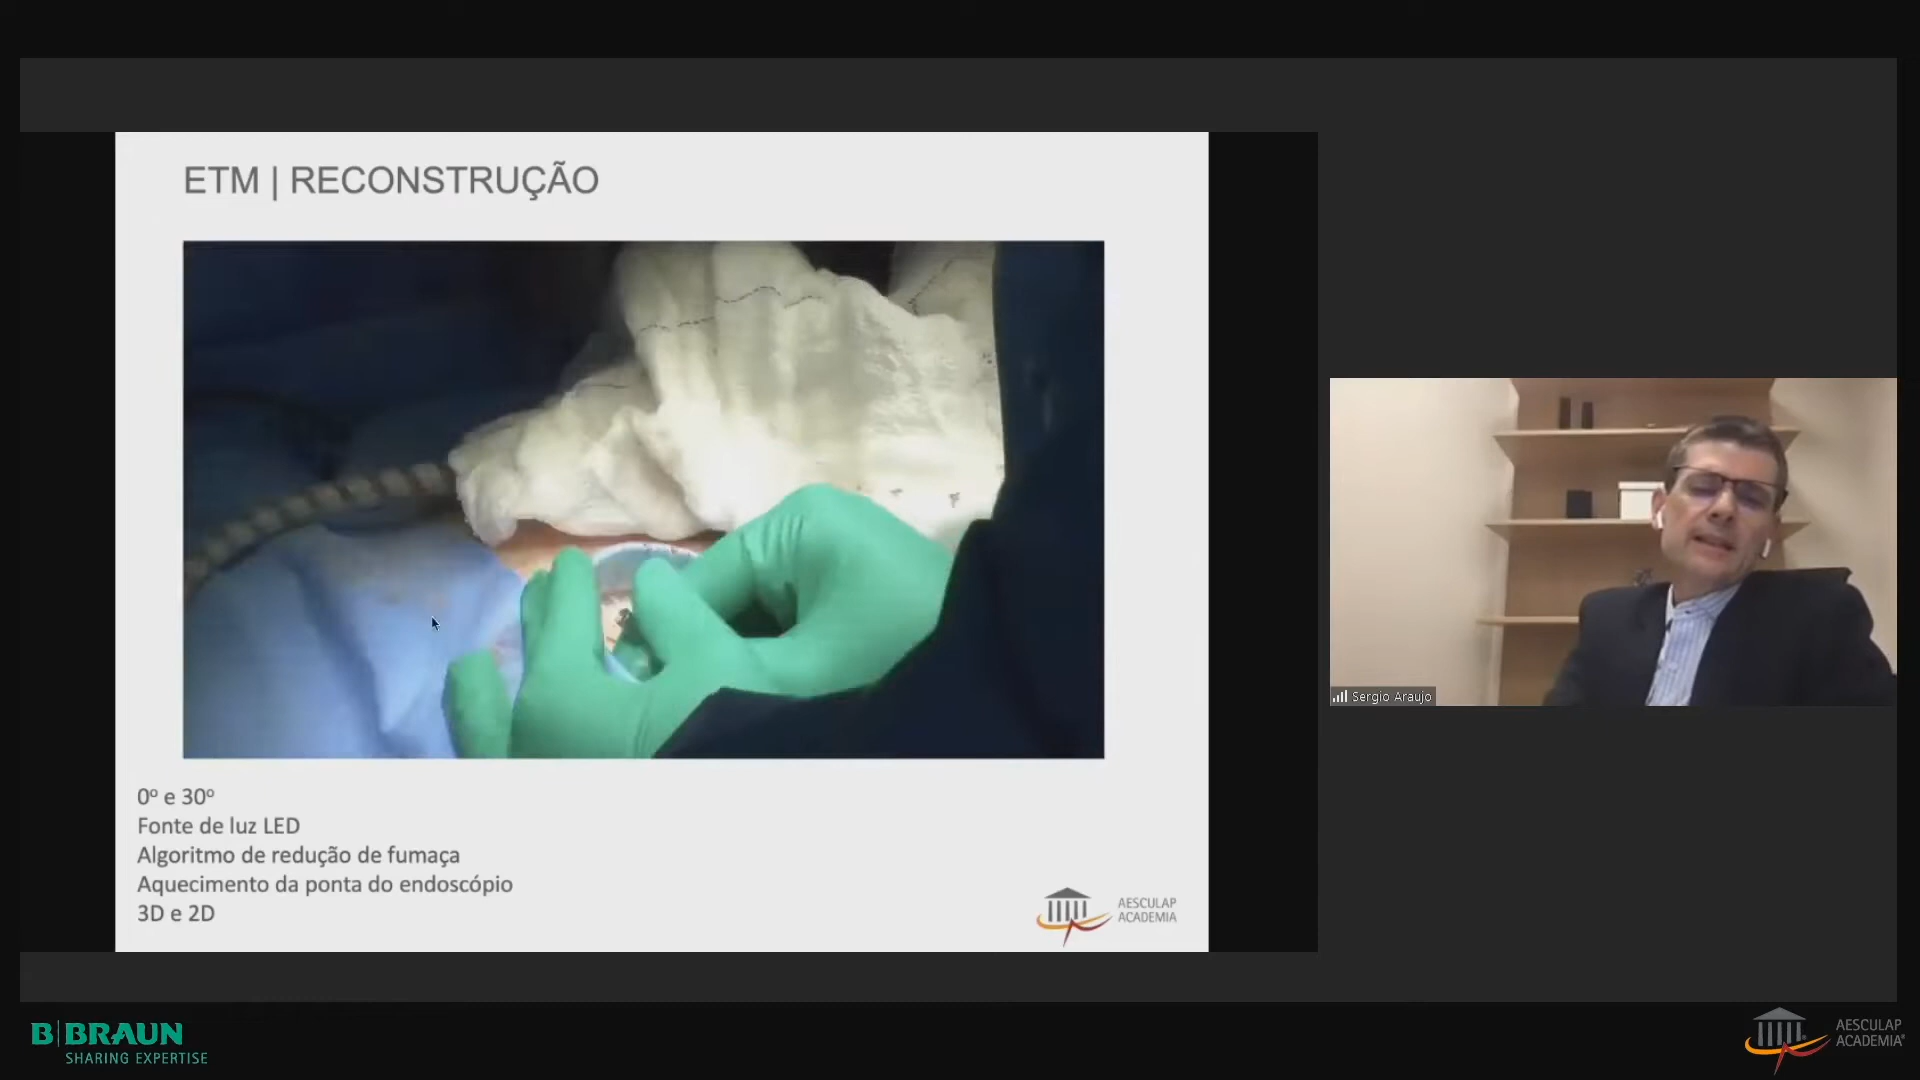 ETM | RECONSTRUÇÃO
0º e 30º
Fonte de luz LED
Algoritmo de redução de fumaça
Aquecimento da ponta do endoscópio
3D e 2D
AESCULAP
ACADEMIA
Sergio Araujo
B|BRAUN
SHARING EXPERTISE
AESCULAP
ACADEMIA®